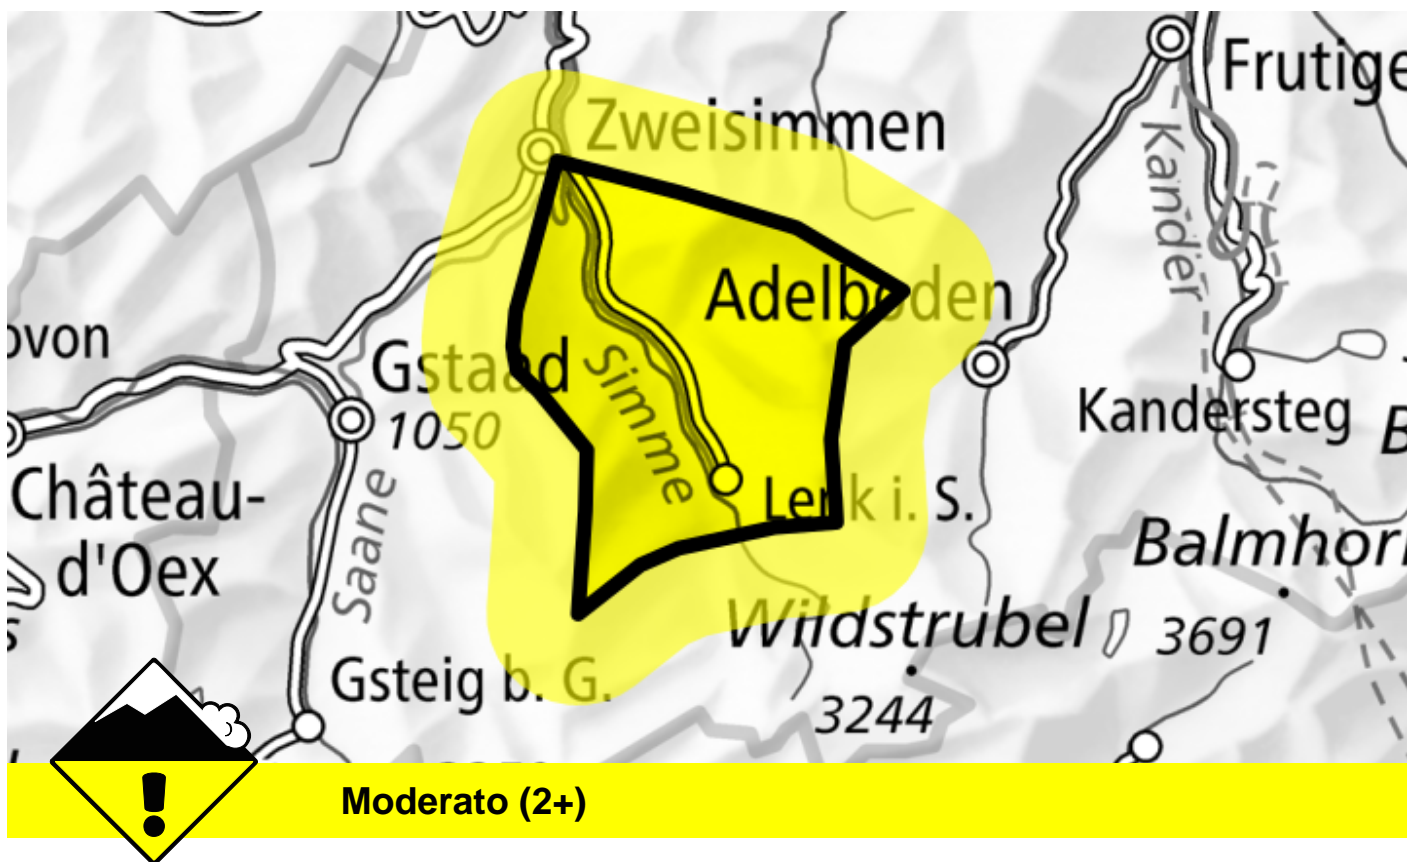 Frutige
Zweisimmen
Kander
Adelboden
ovon
Gstaad
1050
Simme
Kandersteg
B
Château-
d'Oex
Saane
Lenk i. S.
Balmhor
Wildstrubel
3691
Gsteig b. G.
3244
Moderato (2+)